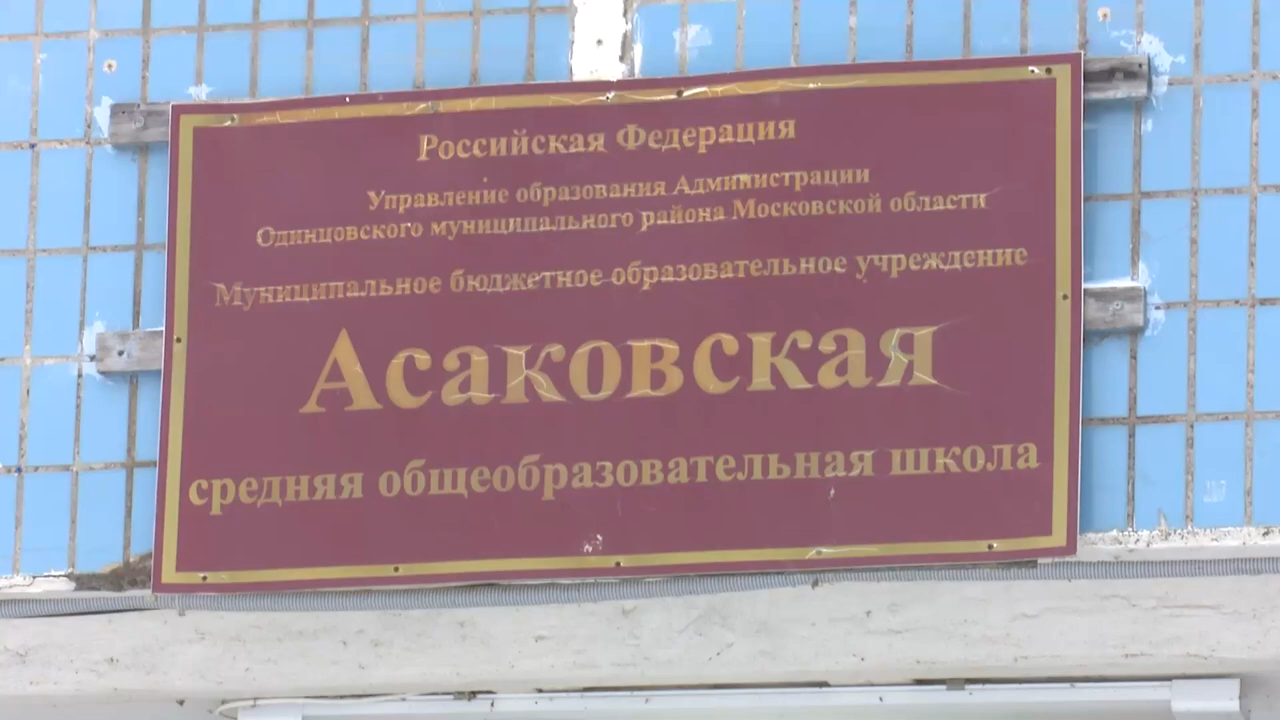 Российская Федерация
Управление образования Администрации
Одинцовского муниципального района Московской области
Муниципальное бюджетное образовательное учреждение
Асаковская
средняя общеобразовательная школа